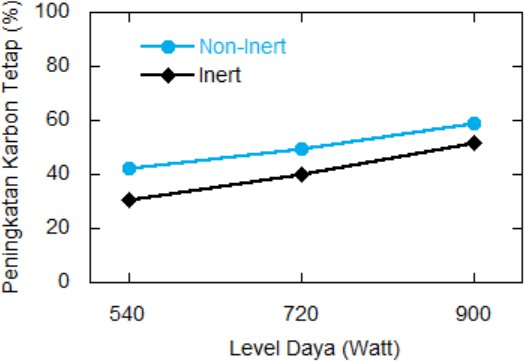 Peningkatan Karbon Tetap (%)
100
80
60
40
20
0
Non-Inert
Inert
540 720 900
Level Daya (Watt)